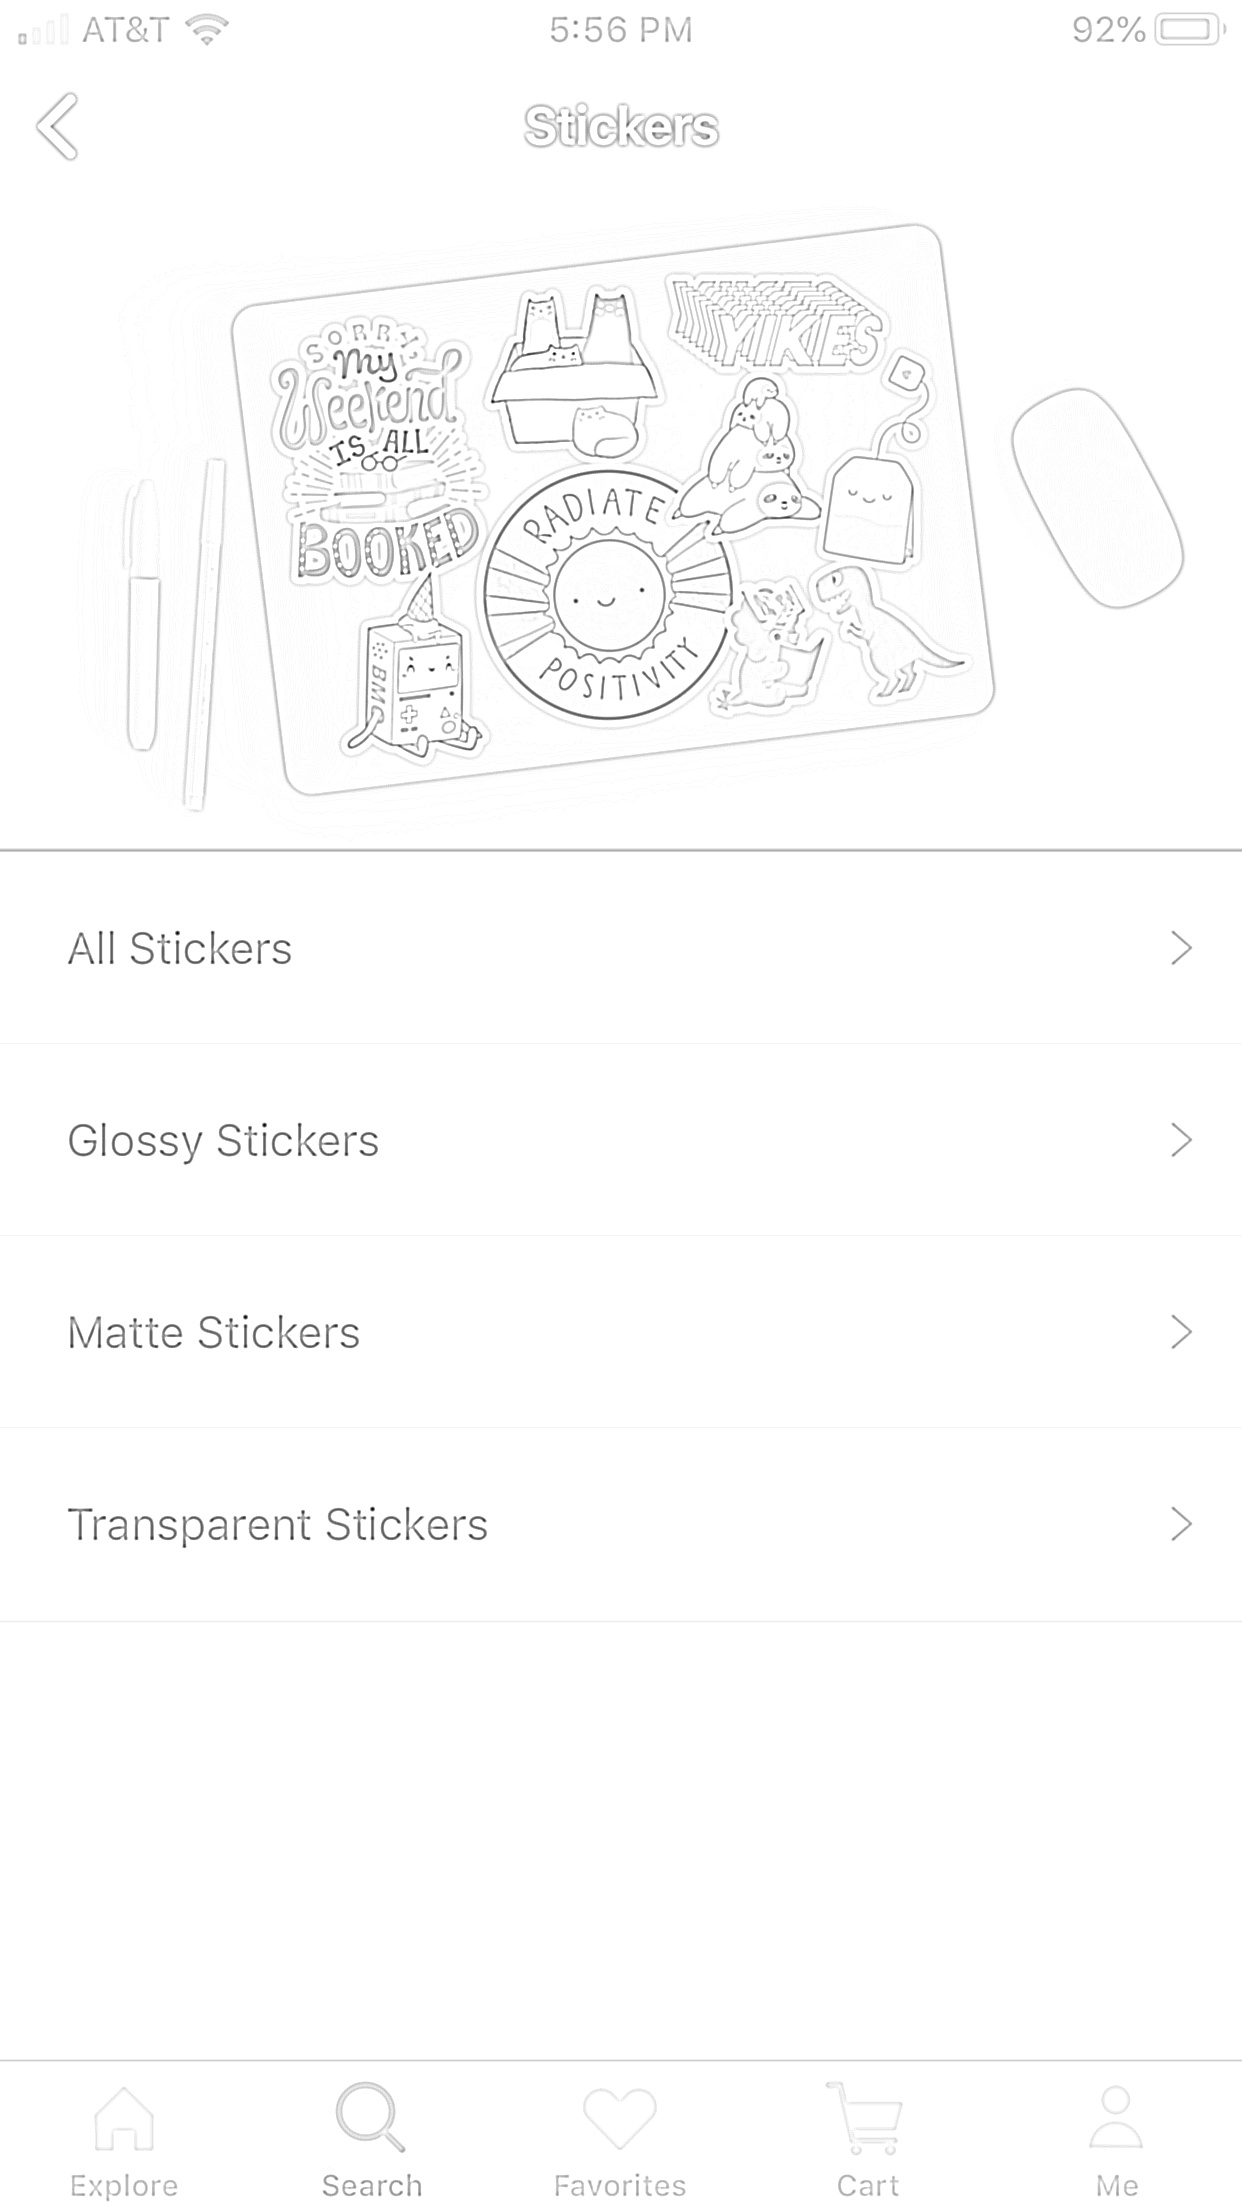 AT&T 5:56 PM 92%
Stickers
SORRY
My
Weekend
IS ALL
BOOKED
YIKES
RADIATE
POSITIVITY
BMO
All Stickers
Glossy Stickers
Matte Stickers
Transparent Stickers
Explore Search Favorites Cart Me